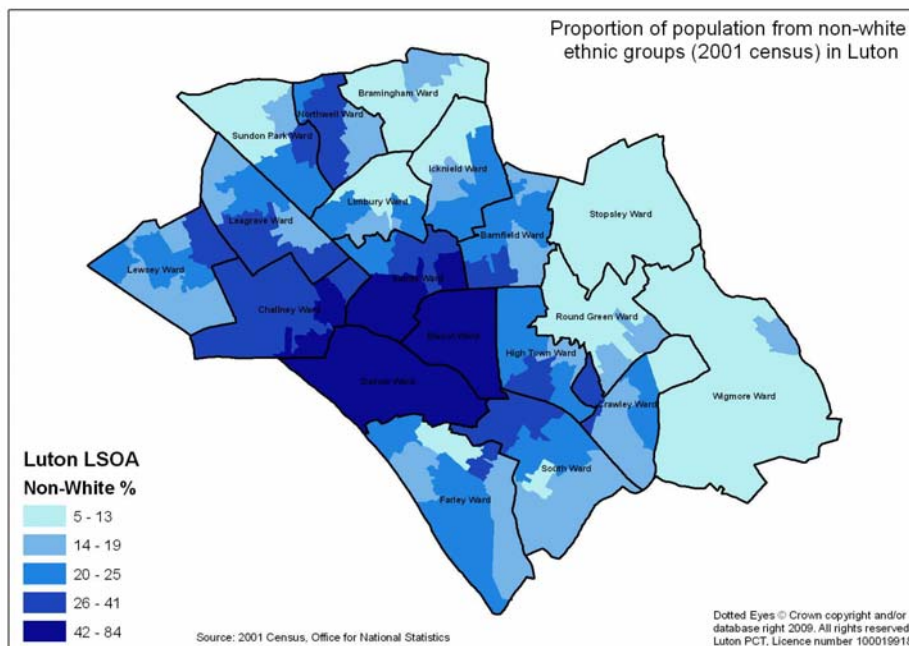 Proportion of population from non-white
ethnic groups (2001 census) in Luton
Bramingham Ward
Northwell Ward
Sundon Park Ward
Icknield Ward
Limbury Ward
Stopsley Ward
Leagrave Ward
Barnfield Ward
Lewsey Ward
Saints Ward
Challney Ward
Round Green Ward
Biscot Ward
High Town Ward
Dallow Ward
Wigmore Ward
Crawley Ward
South Ward
Farley Ward
Luton LSOA
Non-White %
5 - 13
14 - 19
20 - 25
26 - 41
42 - 84
Source: 2001 Census, Office for National Statistics
Dotted Eyes © Crown copyright and/or
database right 2009. All rights reserved
Luton PCT, Licence number 100019918